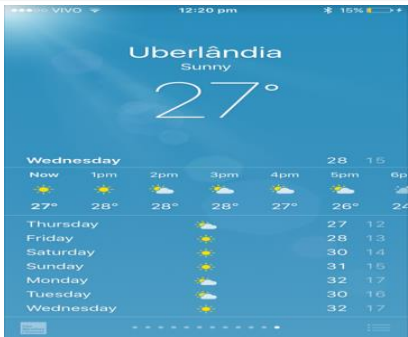 VIVO 12:20 pm 15%
Uberlândia
Sunny
27°
Wednesday 28 15
Now 1pm 2pm 3pm 4pm 5pm 6p
27° 28° 28° 28° 27° 26° 24
Thursday 27 12
Friday 28 13
Saturday 30 14
Sunday 31 15
Monday 32 17
Tuesday 30 16
Wednesday 32 17